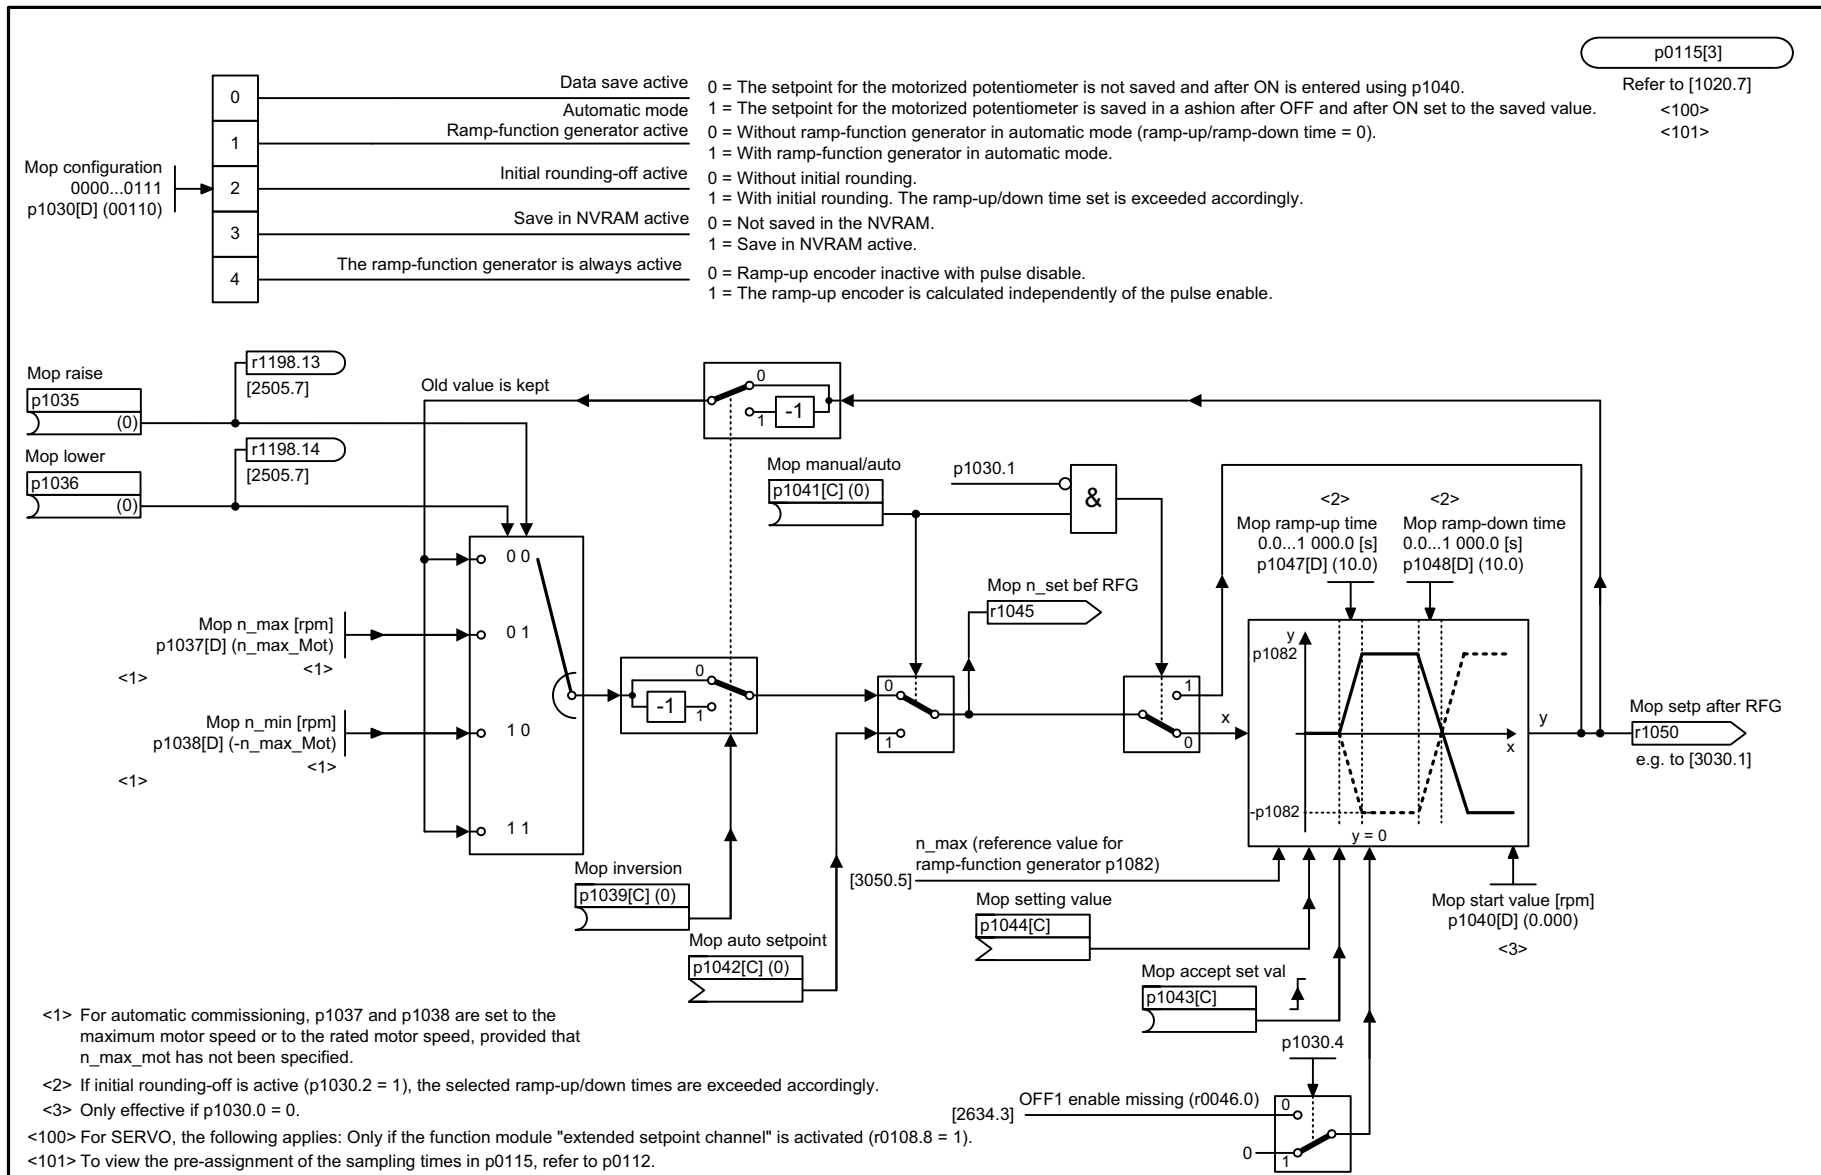 p0115[3]
Refer to [1020.7]
<100>
<101>
Mop configuration
0000...0111
p1030[D] (00110)
0
1
2
3
4
Data save active
0 = The setpoint for the motorized potentiometer is not saved and after ON is entered using p1040.
Automatic mode
1 = The setpoint for the motorized potentiometer is saved in a ashion after OFF and after ON set to the saved value.
Ramp-function generator active
0 = Without ramp-function generator in automatic mode (ramp-up/ramp-down time = 0).
1 = With ramp-function generator in automatic mode.
Initial rounding-off active
0 = Without initial rounding.
1 = With initial rounding. The ramp-up/down time set is exceeded accordingly.
Save in NVRAM active
0 = Not saved in the NVRAM.
1 = Save in NVRAM active.
The ramp-function generator is always active
0 = Ramp-up encoder inactive with pulse disable.
1 = The ramp-up encoder is calculated independently of the pulse enable.
Mop raise
p1035
(0)
r1198.13
[2505.7]
Mop lower
p1036
(0)
r1198.14
[2505.7]
Old value is kept
0
1
-1
Mop manual/auto
p1041[C] (0)
p1030.1
&
<2>
Mop ramp-up time
0.0...1 000.0 [s]
p1047[D] (10.0)
<2>
Mop ramp-down time
0.0...1 000.0 [s]
p1048[D] (10.0)
0 0
0 1
1 0
1 1
Mop n_max [rpm]
p1037[D] (n_max_Mot)
<1>
<1>
Mop n_min [rpm]
p1038[D] (-n_max_Mot)
<1>
<1>
0
-1
1
0
1
Mop n_set bef RFG
r1045
1
0
x
y
p1082
x
-p1082
y = 0
y
Mop setp after RFG
r1050
e.g. to [3030.1]
Mop inversion
p1039[C] (0)
Mop auto setpoint
p1042[C] (0)
n_max (reference value for
ramp-function generator p1082)
[3050.5]
Mop setting value
p1044[C]
Mop accept set val
p1043[C]
Mop start value [rpm]
p1040[D] (0.000)
<3>
p1030.4
OFF1 enable missing (r0046.0)
[2634.3]
0
0
1
<1> For automatic commissioning, p1037 and p1038 are set to the
maximum motor speed or to the rated motor speed, provided that
n_max_mot has not been specified.
<2> If initial rounding-off is active (p1030.2 = 1), the selected ramp-up/down times are exceeded accordingly.
<3> Only effective if p1030.0 = 0.
<100> For SERVO, the following applies: Only if the function module "extended setpoint channel" is activated (r0108.8 = 1).
<101> To view the pre-assignment of the sampling times in p0115, refer to p0112.